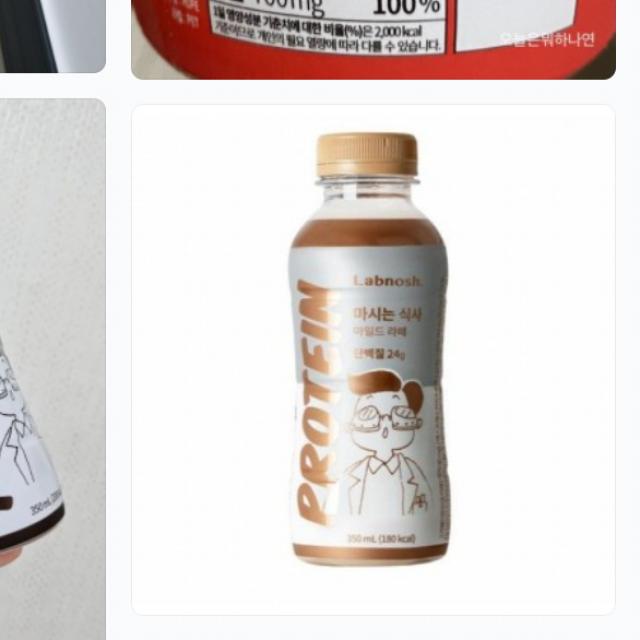 100%
1일 영양성분 기준치에 대한 비율(%)은 2,000 kcal
기준이므로 개인의 필요 열량에 따라 다를 수 있습니다.
오늘은뭐하나연
Labnosh.
마시는 식사
마일드 라떼
단백질 24g
PROTEIN
350 mL (180 kcal)
350 mL